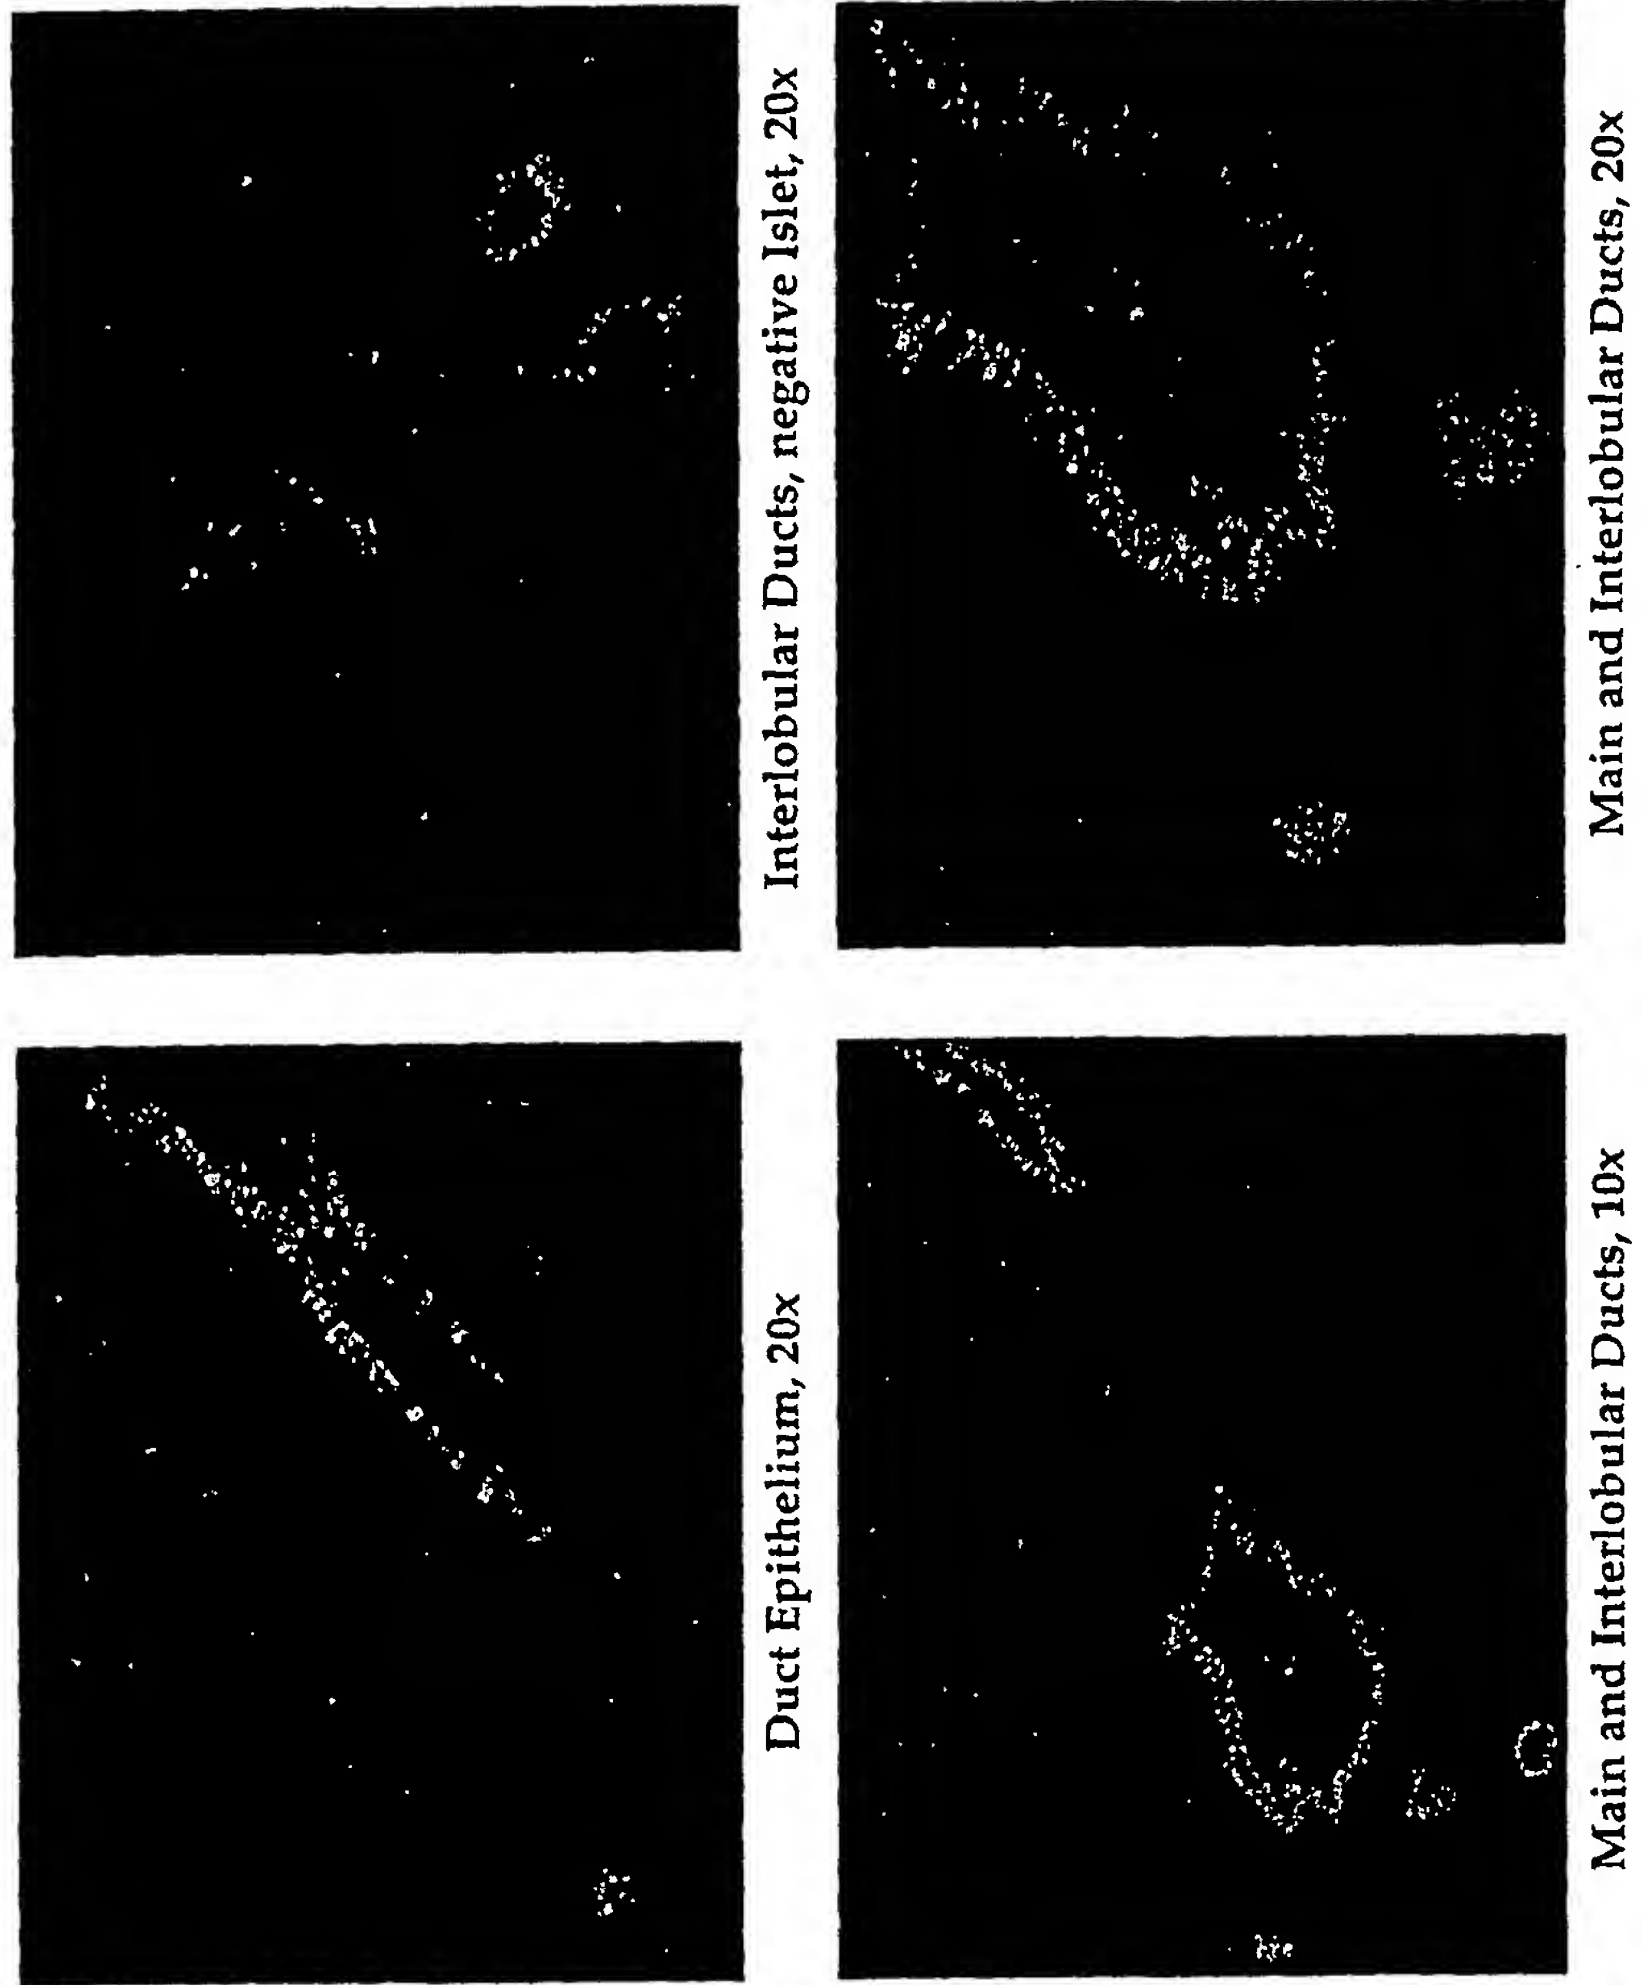 Duct Epithelium, 20x
Interlobular Ducts, negative Islet, 20x
Main and Interlobular Ducts, 10x
Main and Interlobular Ducts, 20x